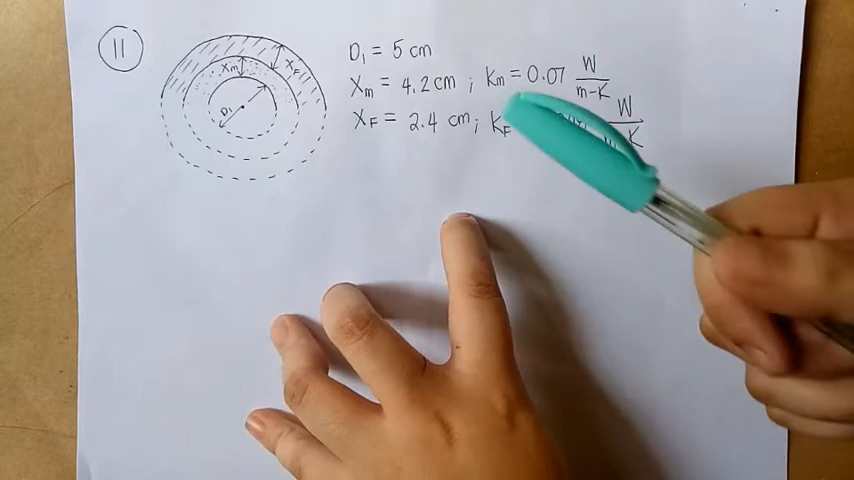 11
Xm
XF
D1
D1 = 5 cm
Xm = 4.2 cm ; Km = 0.07 W/m-K
XF = 2.4 cm ; KF W K